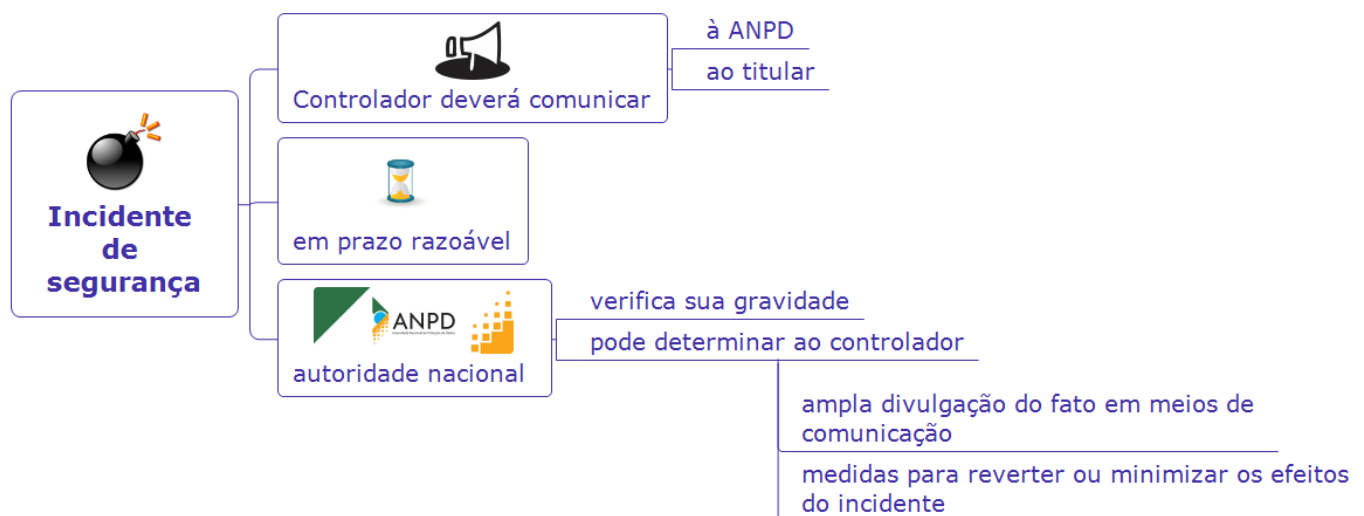 Incidente
de
segurança
Controlador deverá comunicar
à ANPD
ao titular
em prazo razoável
ANPD
autoridade nacional
verifica sua gravidade
pode determinar ao controlador
ampla divulgação do fato em meios de
comunicação
medidas para reverter ou minimizar os efeitos
do incidente